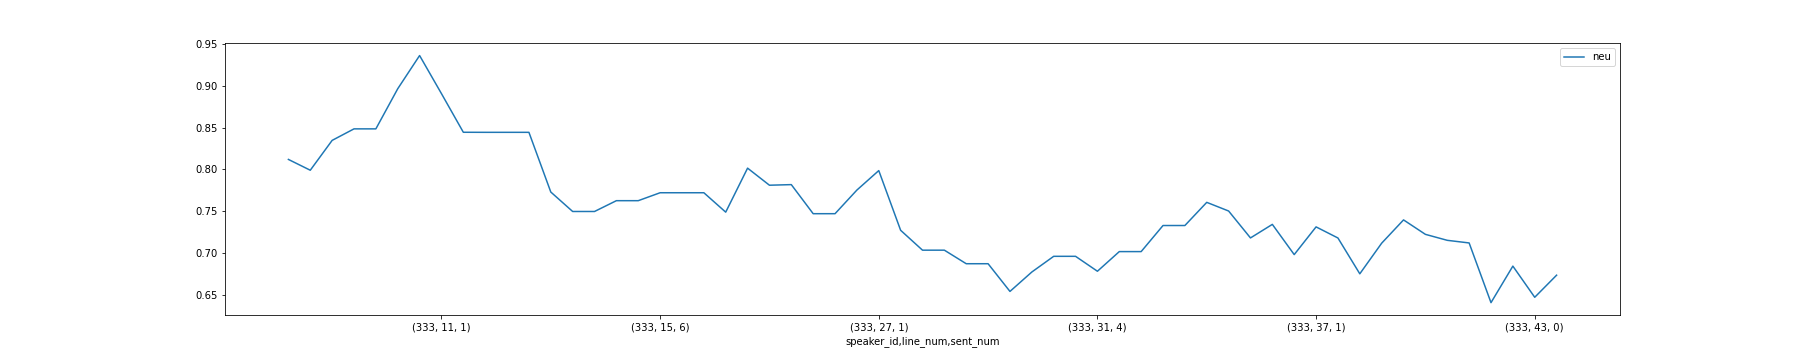 0.95
neu
0.90
0.85
0.80
0.75
0.70
0.65
(333, 11, 1) (333, 15, 6) (333, 27, 1) (333, 31, 4) (333, 37, 1) (333, 43, 0)
speaker_id,line_num,sent_num